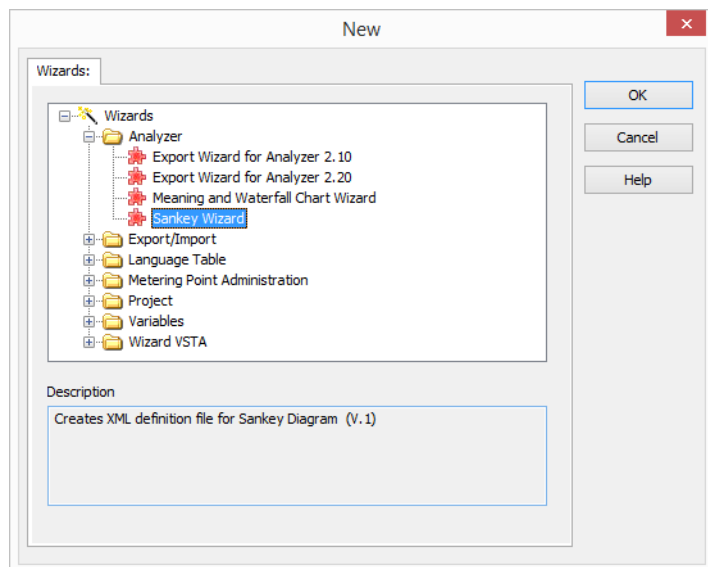 New
Wizards:
Wizards
Analyzer
Export Wizard for Analyzer 2.10
Export Wizard for Analyzer 2.20
Meaning and Waterfall Chart Wizard
Sankey Wizard
Export/Import
Language Table
Metering Point Administration
Project
Variables
Wizard VSTA
Description
Creates XML definition file for Sankey Diagram (V.1)
OK
Cancel
Help